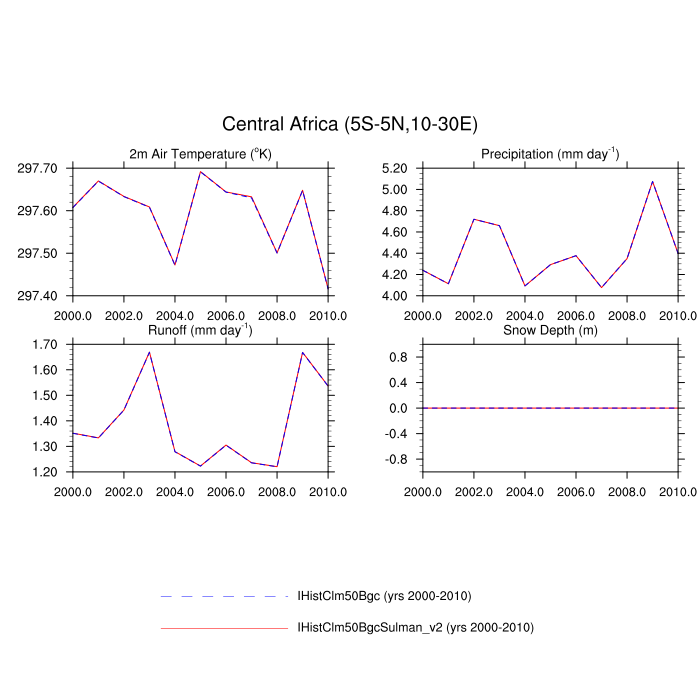 Central Africa (5S-5N,10-30E)
2m Air Temperature (°K)
297.70
297.60
297.50
297.40
2000.0 2002.0 2004.0 2006.0 2008.0 2010.0
Precipitation (mm day⁻¹)
5.20
5.00
4.80
4.60
4.40
4.20
4.00
2000.0 2002.0 2004.0 2006.0 2008.0 2010.0
Runoff (mm day⁻¹)
1.70
1.60
1.50
1.40
1.30
1.20
2000.0 2002.0 2004.0 2006.0 2008.0 2010.0
Snow Depth (m)
0.8
0.4
0.0
-0.4
-0.8
2000.0 2002.0 2004.0 2006.0 2008.0 2010.0
IHistClm50Bgc (yrs 2000-2010)
IHistClm50BgcSulman_v2 (yrs 2000-2010)